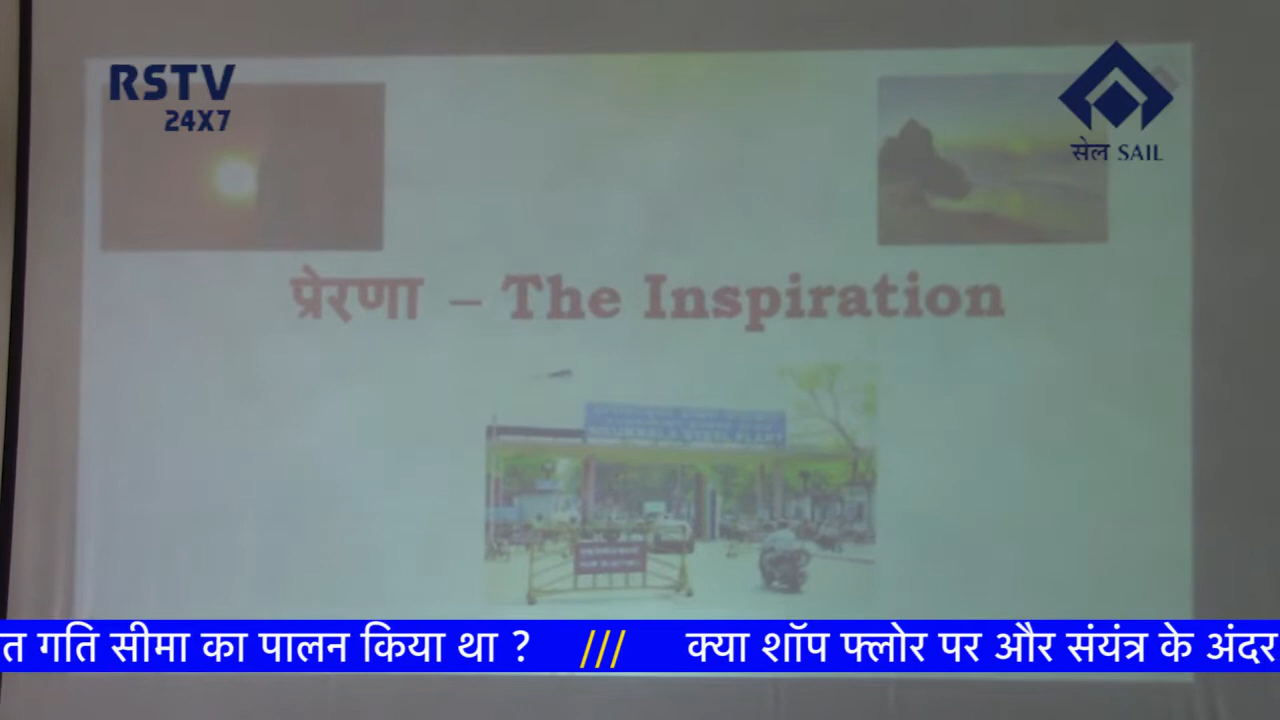 RSTV
24X7
सेल SAIL
प्रेरणा – The Inspiration
त गति सीमा का पालन किया था ? /// क्या शॉप फ्लोर पर और संयंत्र के अंदर